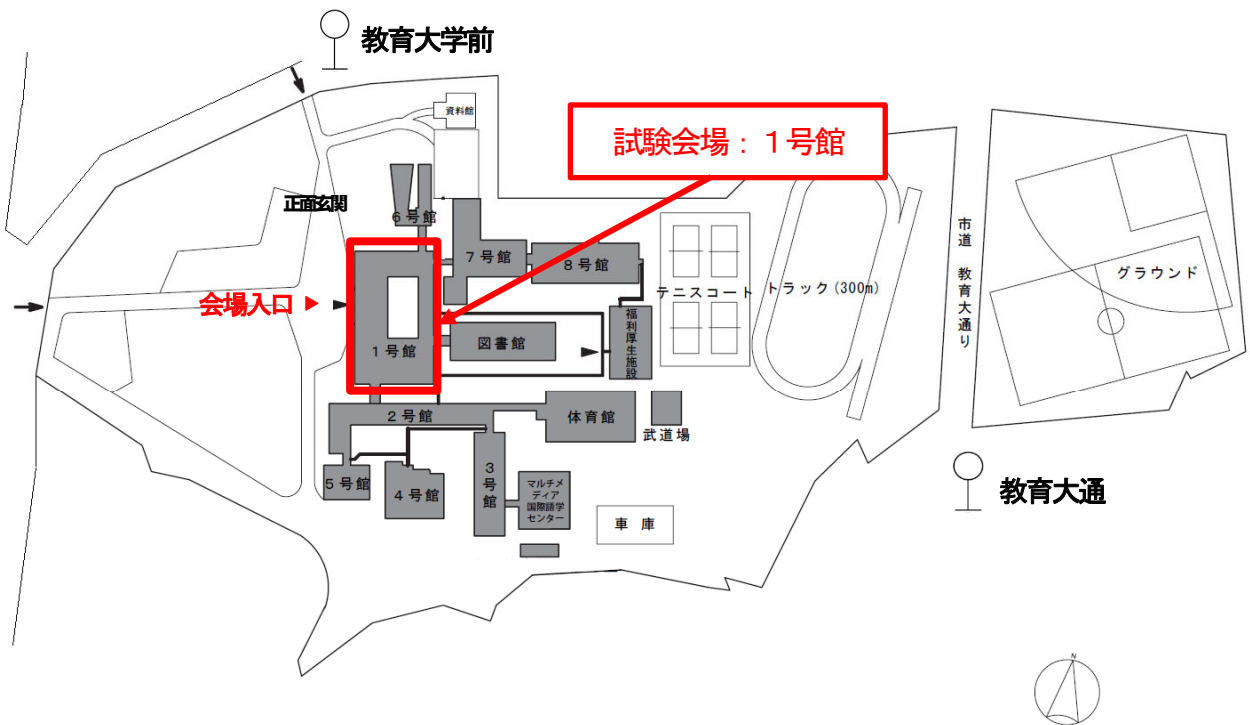 教育大学前
資料館
試験会場：１号館
正面玄関
６号館
７号館
８号館
テニスコート
トラック(300m)
市道 教育大通り
グラウンド
会場入口 ▶
１号館
図書館
福利厚生施設
２号館
体育館
武道場
５号館
４号館
３号館
マルチメ
ディア
国際語学
センター
車 庫
教育大通
N